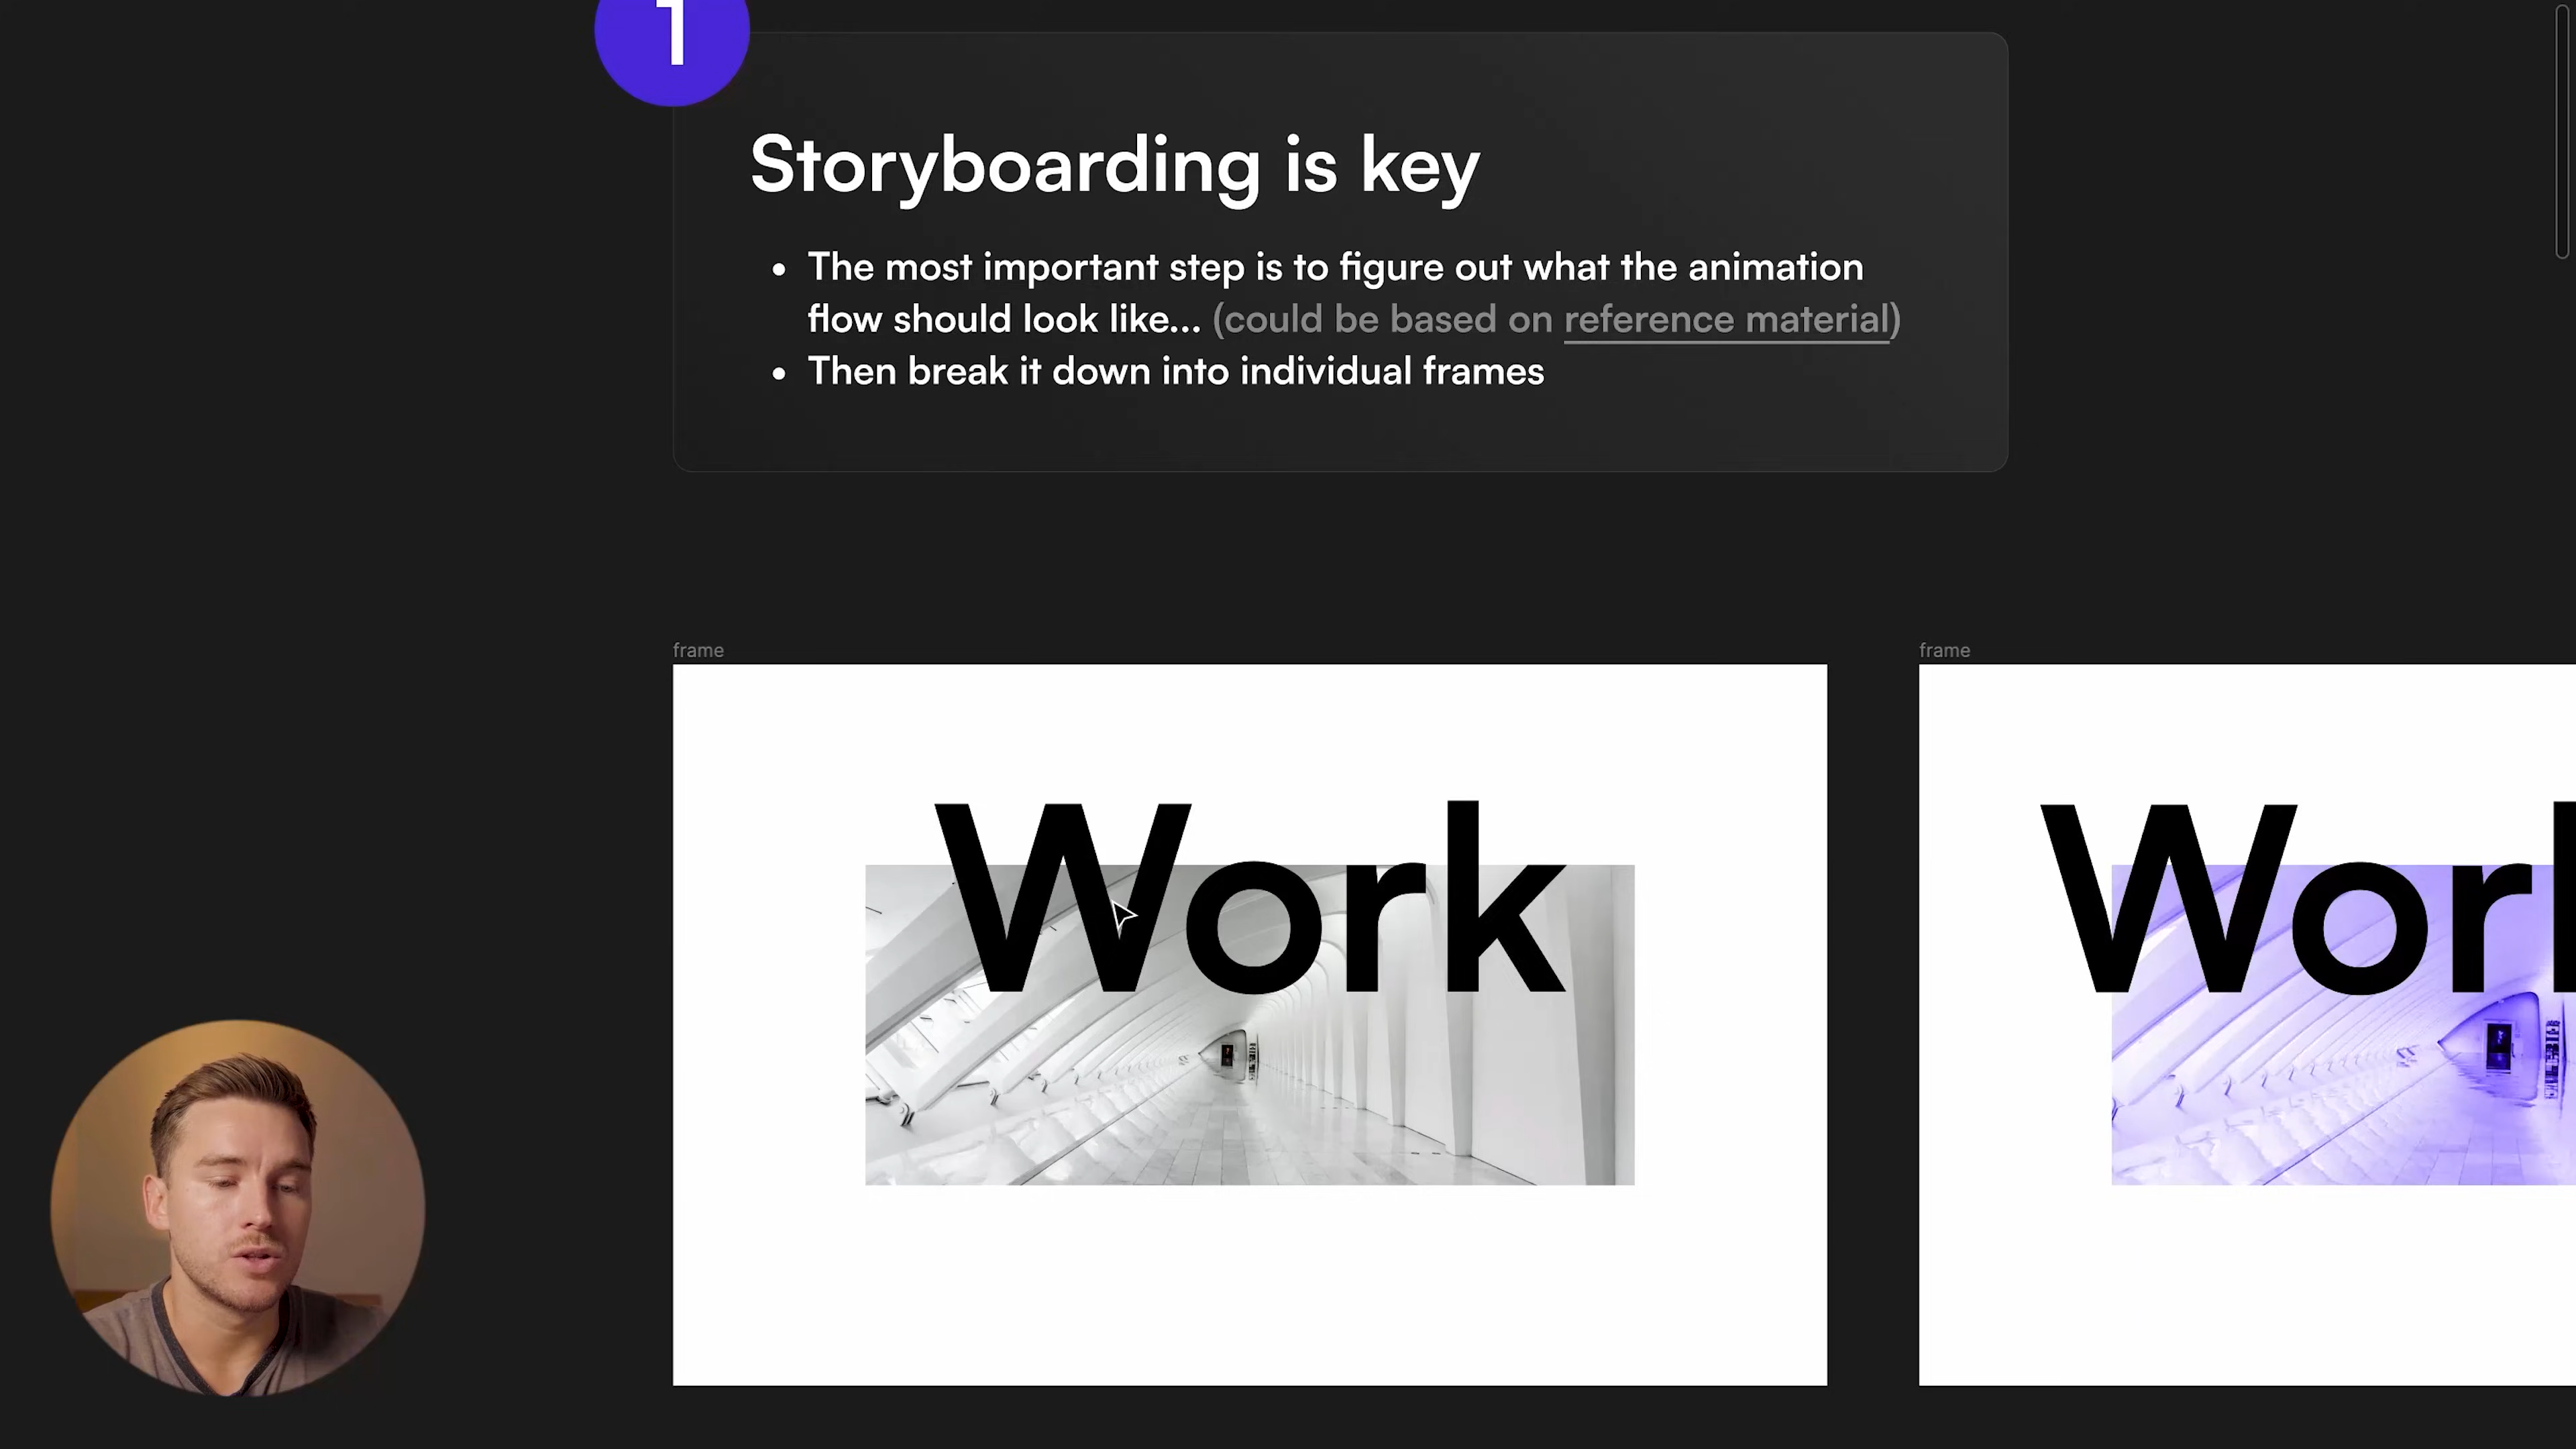 1
Storyboarding is key
• The most important step is to figure out what the animation
flow should look like... (could be based on reference material)
• Then break it down into individual frames
frame
frame
Work
Work